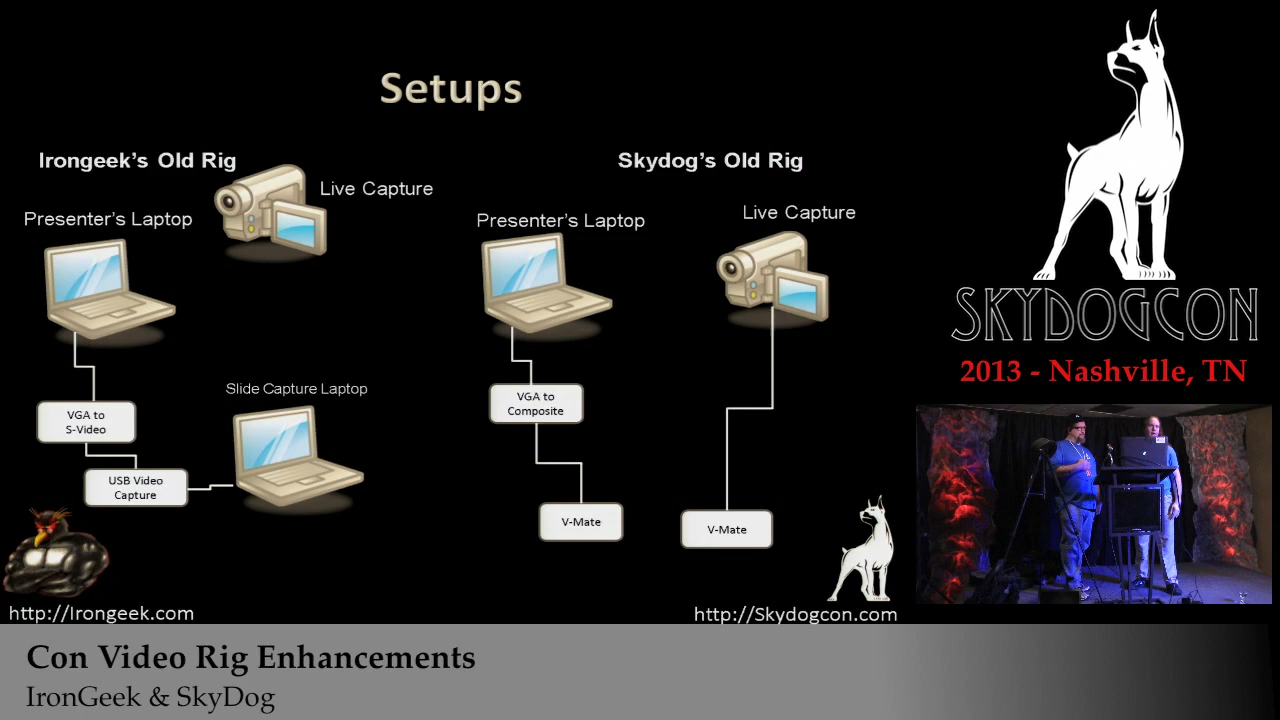 Setups
Irongeek's Old Rig
Live Capture
Presenter's Laptop
Slide Capture Laptop
VGA to
S-Video
USB Video
Capture
http://Irongeek.com
Skydog's Old Rig
Presenter's Laptop
Live Capture
VGA to
Composite
V-Mate
V-Mate
http://Skydogcon.com
SKYDOGCON
2013 - Nashville, TN
Con Video Rig Enhancements
IronGeek & SkyDog